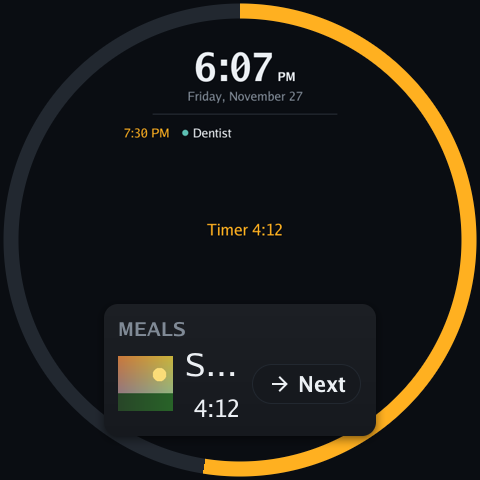 6:07 PM
Friday, November 27
7:30 PM Dentist
Timer 4:12
MEALS
S...
4:12
→ Next